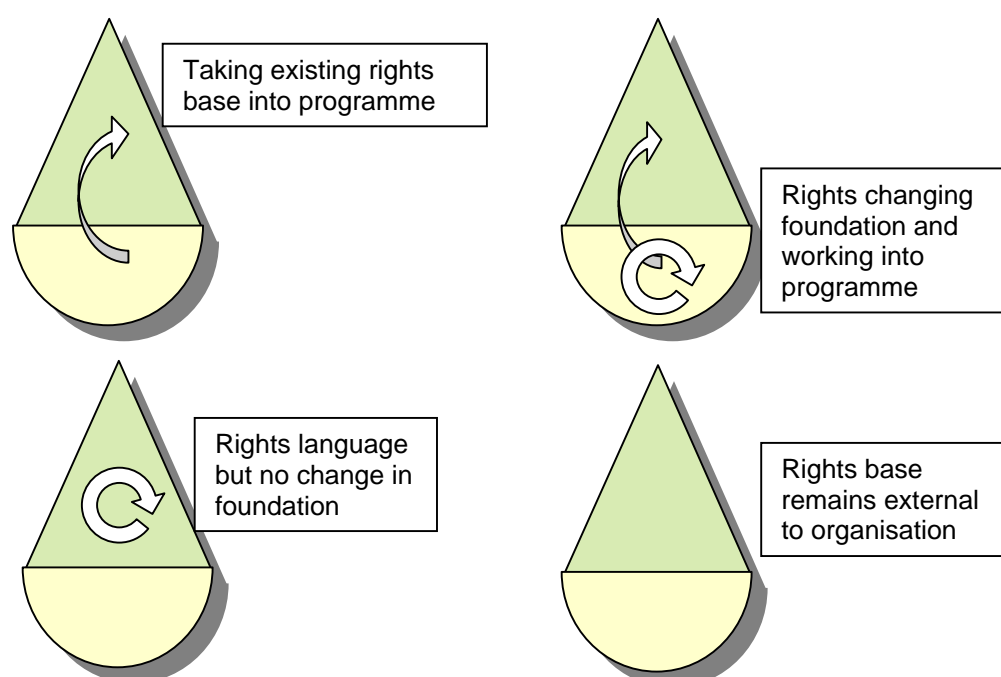 Taking existing rights
base into programme
Rights changing
foundation and
working into
programme
Rights language
but no change in
foundation
Rights base
remains external
to organisation